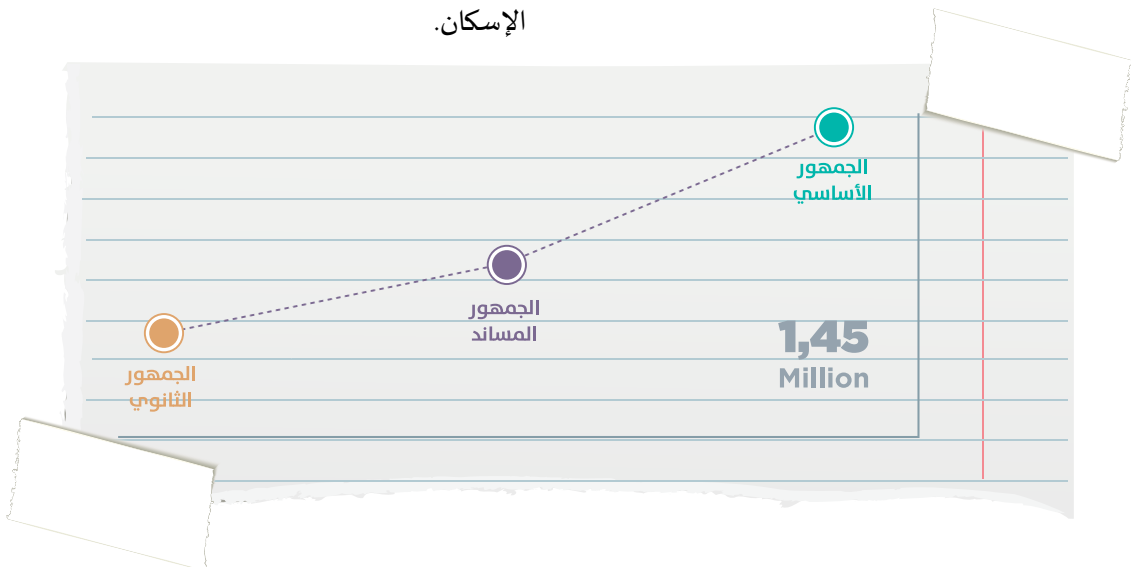 الإسكان.
الجمهور
الأساسي
الجمهور
المساند
1,45
Million
الجمهور
الثانوي